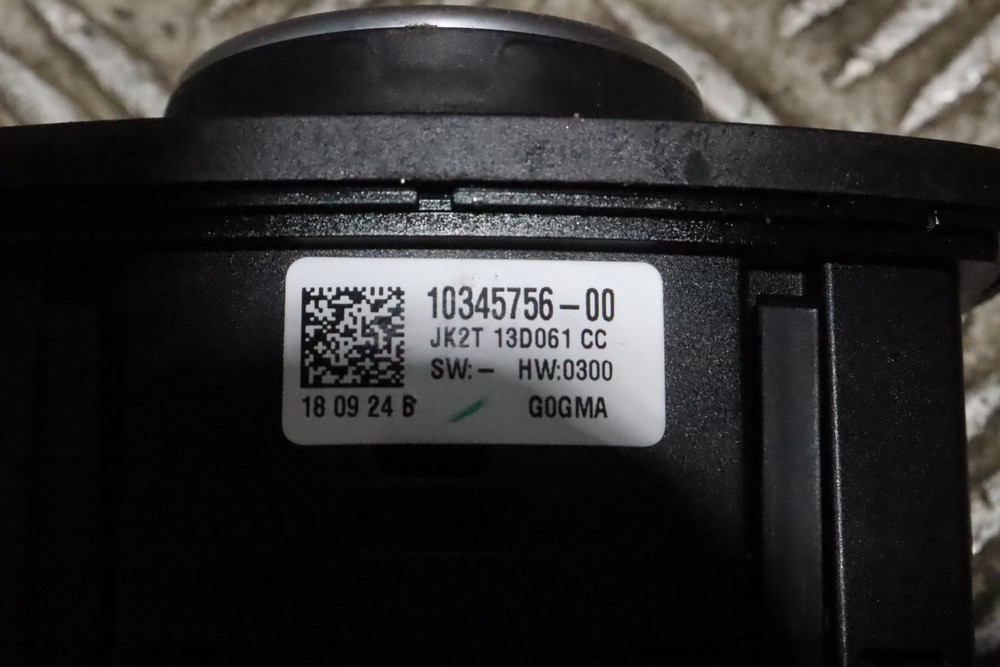 10345756-00
JK2T 13D061 CC
SW:- HW:0300
18 09 24 B G0GMA